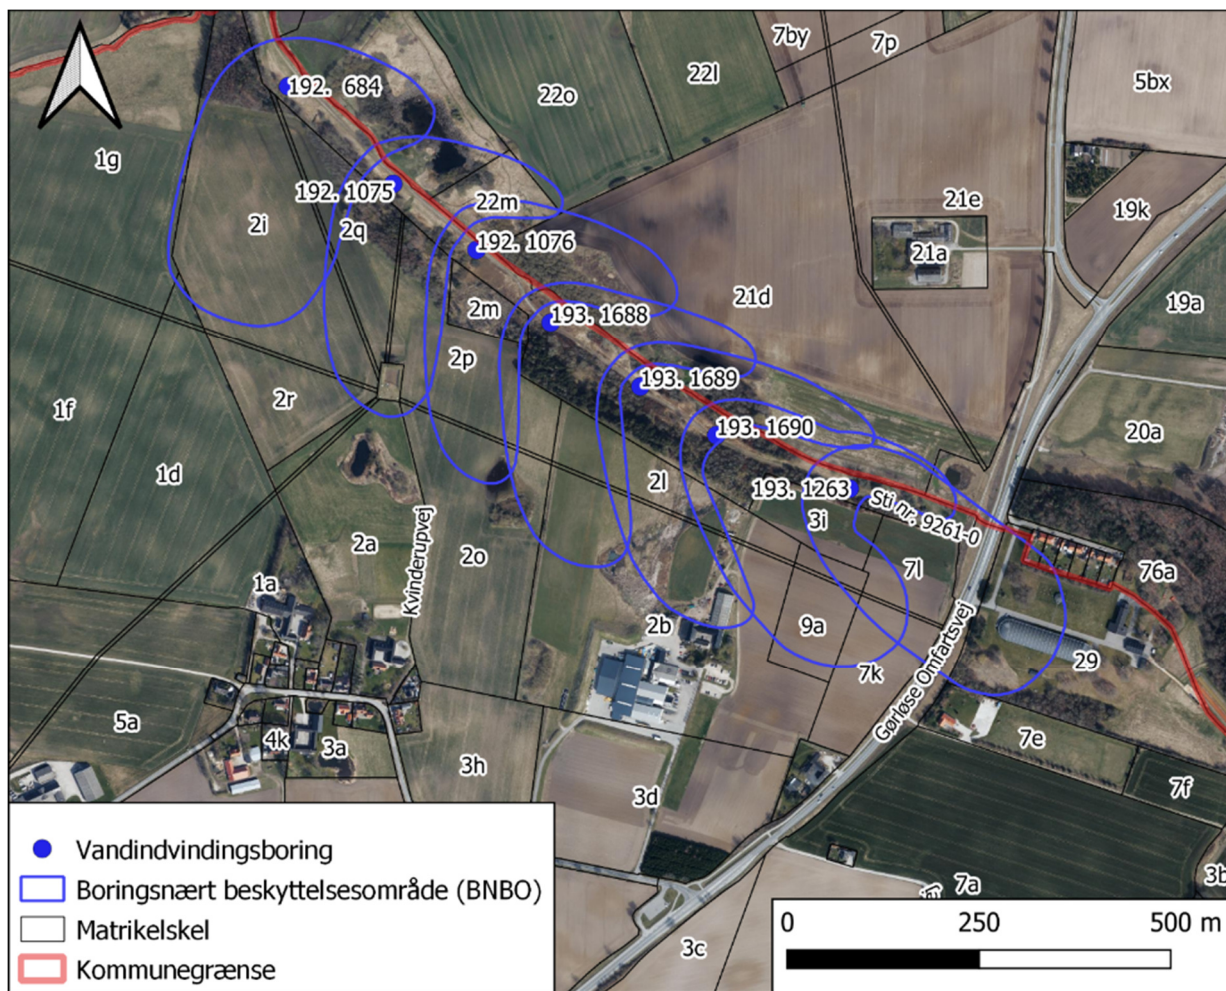 7by
7p
22l
5bx
192. 684
22o
1g
192. 1075
22m
21e
19k
2i
2q
192. 1076
21a
21d
2m
193. 1688
19a
2p
193. 1689
2r
1f
193. 1690
20a
1d
2l
193. 1263
Sti nr. 9261-0
3i
2a
Kvinderupvej
2o
7l
76a
1a
2b
9a
29
7k
Gørløse Omfartsvej
5a
4k
3a
7e
3h
3d
7f
3b
7a
ej
3c
Vandindvindingsboring
Boringsnært beskyttelsesområde (BNBO)
Matrikelskel
Kommunegrænse
0 250 500 m